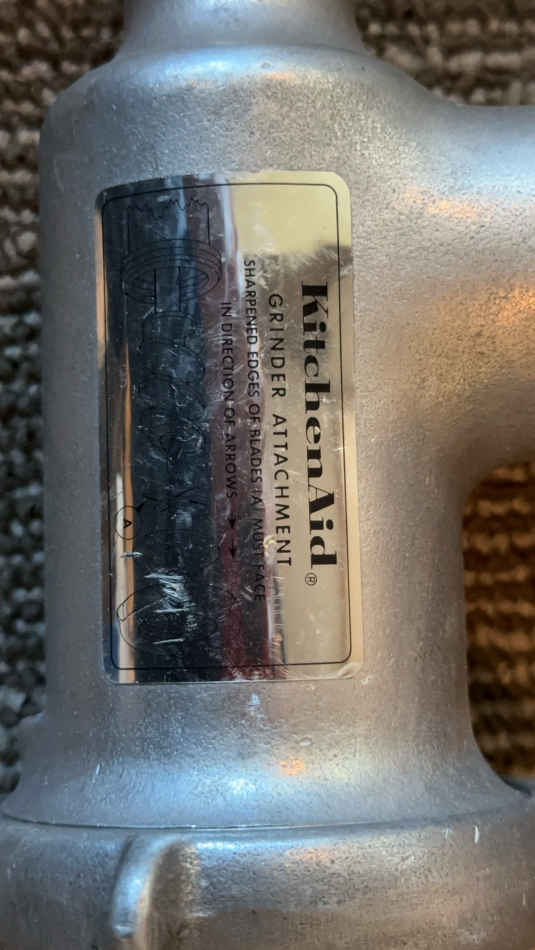 KitchenAid®
GRINDER ATTACHMENT
SHARPENED EDGES OF BLADES (A) MUST FACE
IN DIRECTION OF ARROWS
A